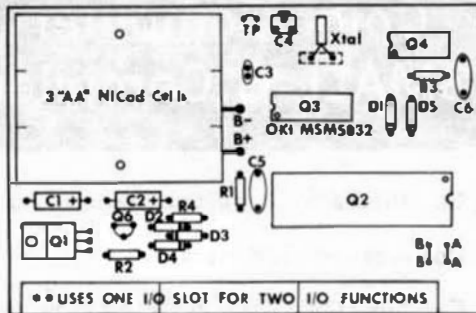 TP
C4
Xtal
Q4
3 "AA" NiCad Cells
C3
B3
C6
B-
B+
Q3
OKI MSM5832
D1
D5
C5
R1
Q2
C1 +
C2 +
Q6
D2
R4
D3
D4
R2
B
B
A
A
** USES ONE I/O SLOT FOR TWO I/O FUNCTIONS